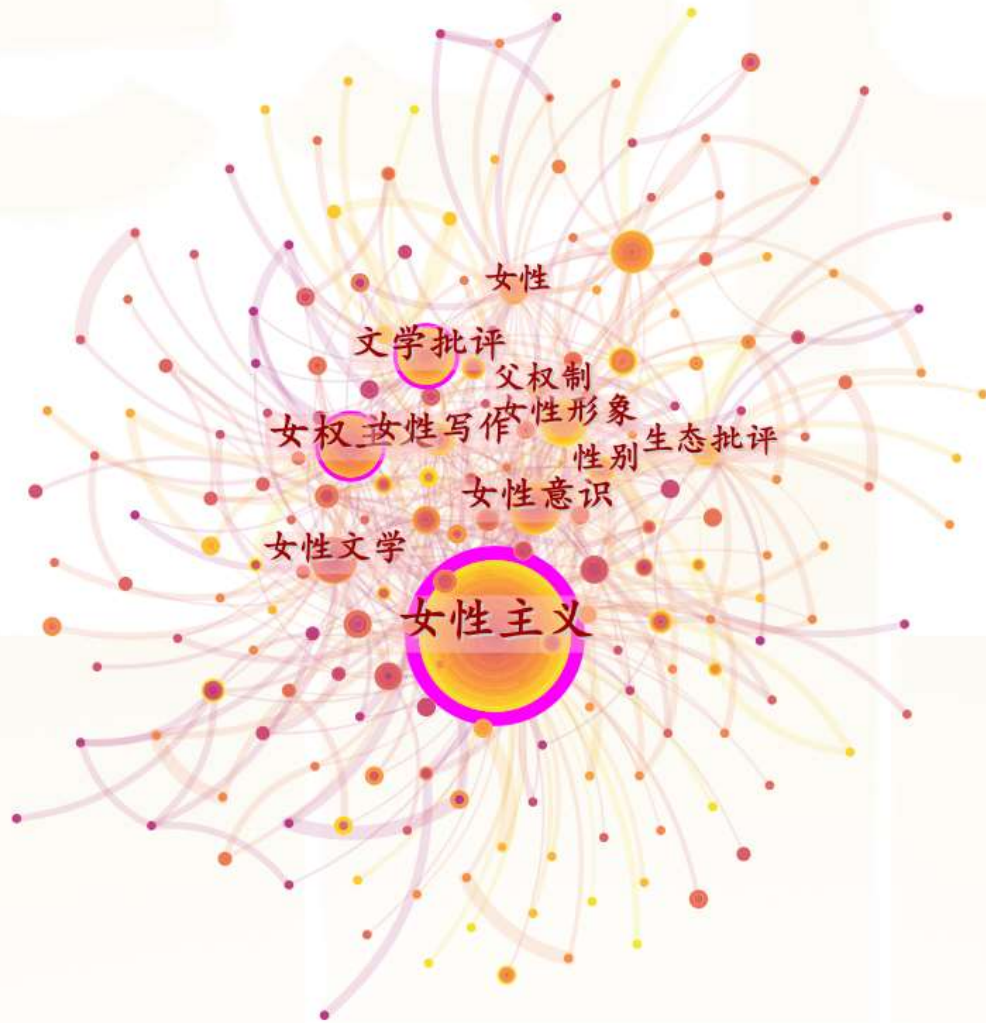 女性
文学批评
父权制
女性形象
女权主
女性写作
性别
生态批评
女性意识
女性文学
女性主义